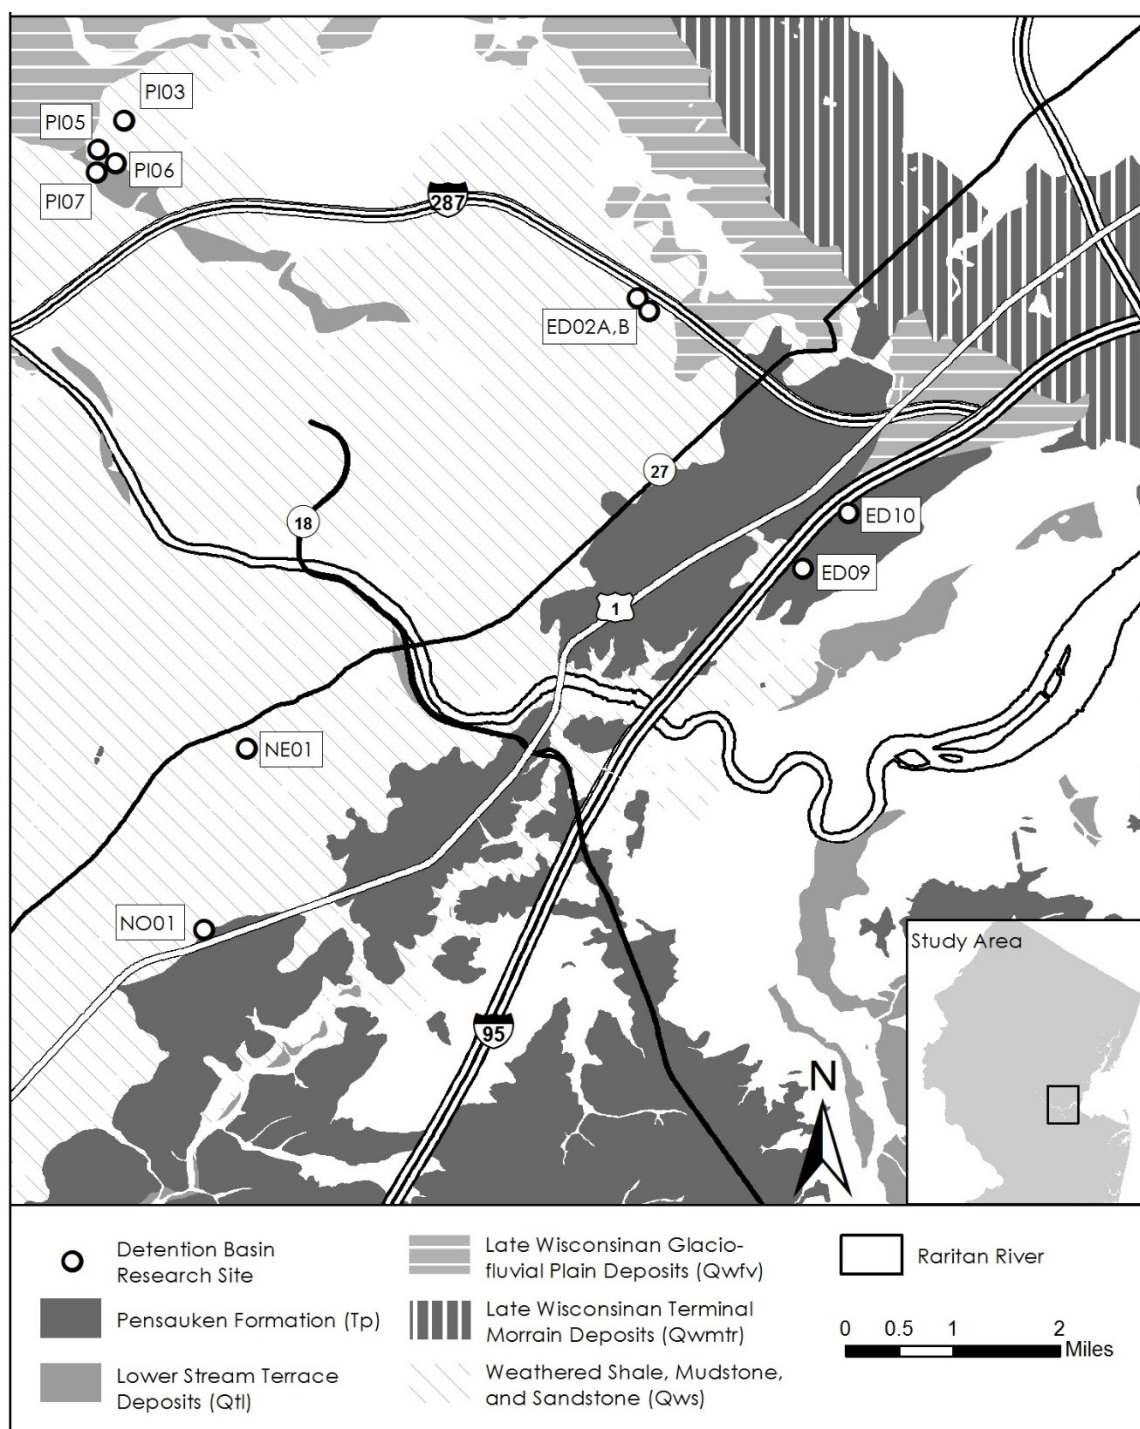 PI03
PI05
PI06
PI07
287
ED02A,B
27
18
ED10
ED09
1
NE01
NO01
Study Area
95
N
Detention Basin
Research Site
Pensauken Formation (Tp)
Lower Stream Terrace
Deposits (Qtl)
Late Wisconsinan Glacio-
fluvial Plain Deposits (Qwfv)
Late Wisconsinan Terminal
Morrain Deposits (Qwmtr)
Weathered Shale, Mudstone,
and Sandstone (Qws)
Raritan River
0 0.5 1 2
Miles